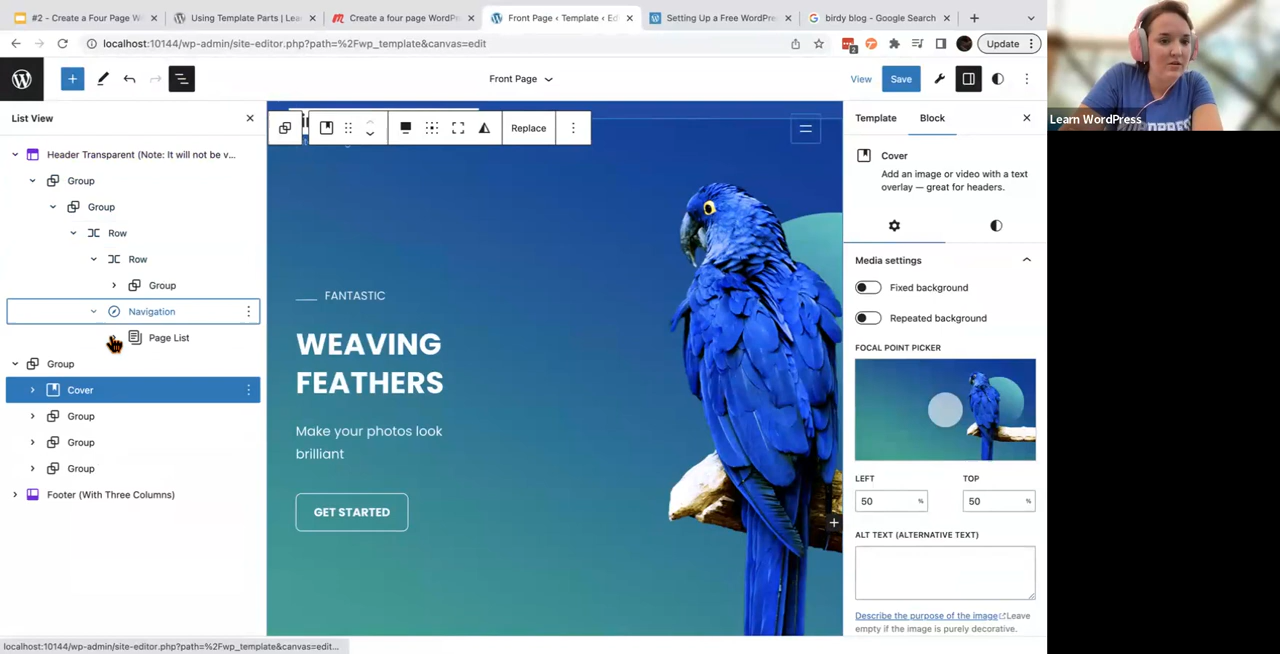 #2 - Create a Four Page W
Using Template Parts | Lea
Create a four page WordPr
Front Page ‹ Template ‹ Ed
Setting Up a Free WordPre
birdy blog - Google Search
localhost:10144/wp-admin/site-editor.php?path=%2Fwp_template&canvas=edit
2
Update
Front Page
View
Save
Learn WordPress
List View
Header Transparent (Note: It will not be v...
Group
Group
Row
Row
Group
Navigation
Page List
Group
Cover
Group
Group
Group
Footer (With Three Columns)
Replace
FANTASTIC
WEAVING
FEATHERS
Make your photos look
brilliant
GET STARTED
Template
Block
Cover
Add an image or video with a text
overlay — great for headers.
Media settings
Fixed background
Repeated background
FOCAL POINT PICKER
LEFT
TOP
50 %
50 %
ALT TEXT (ALTERNATIVE TEXT)
Describe the purpose of the image Leave
empty if the image is purely decorative.
localhost:10144/wp-admin/site-editor.php?path=%2Fwp_template&canvas=edit...